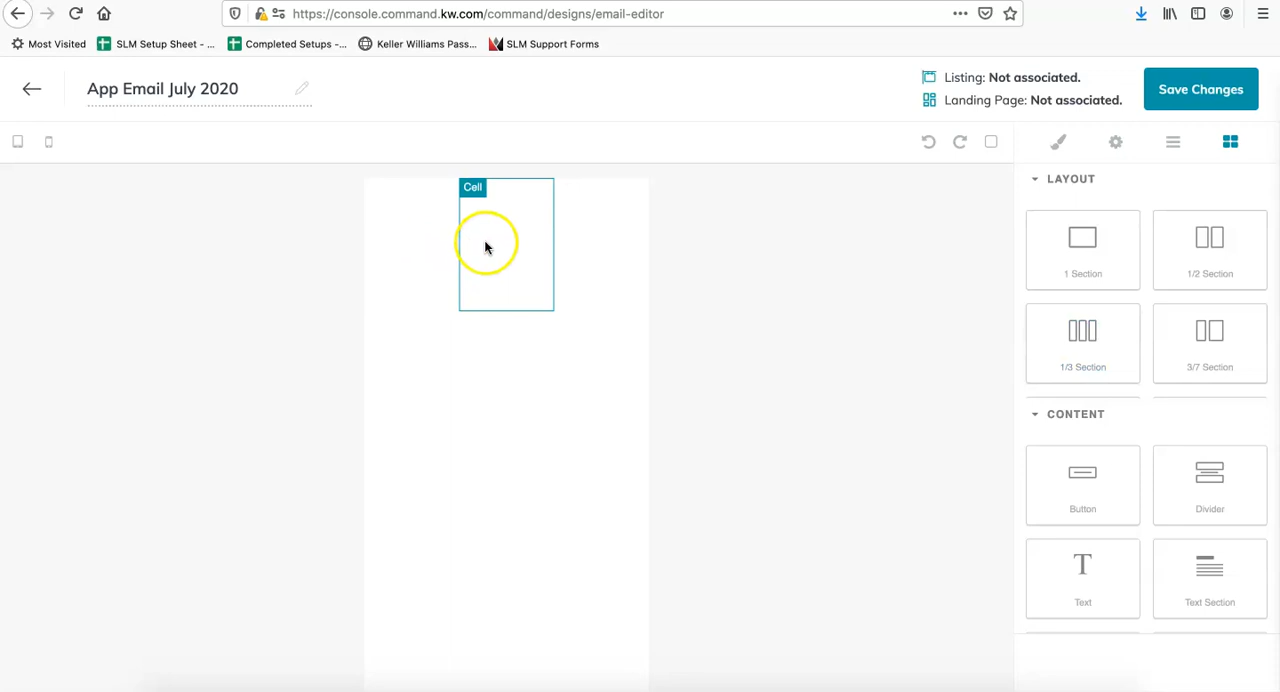 https://console.command.kw.com/command/designs/email-editor
Most Visited SLM Setup Sheet - ... Completed Setups -... Keller Williams Pass... SLM Support Forms
App Email July 2020
Listing: Not associated.
Landing Page: Not associated.
Save Changes
Cell
LAYOUT
1 Section 1/2 Section
1/3 Section 3/7 Section
CONTENT
Button Divider
T
Text Text Section